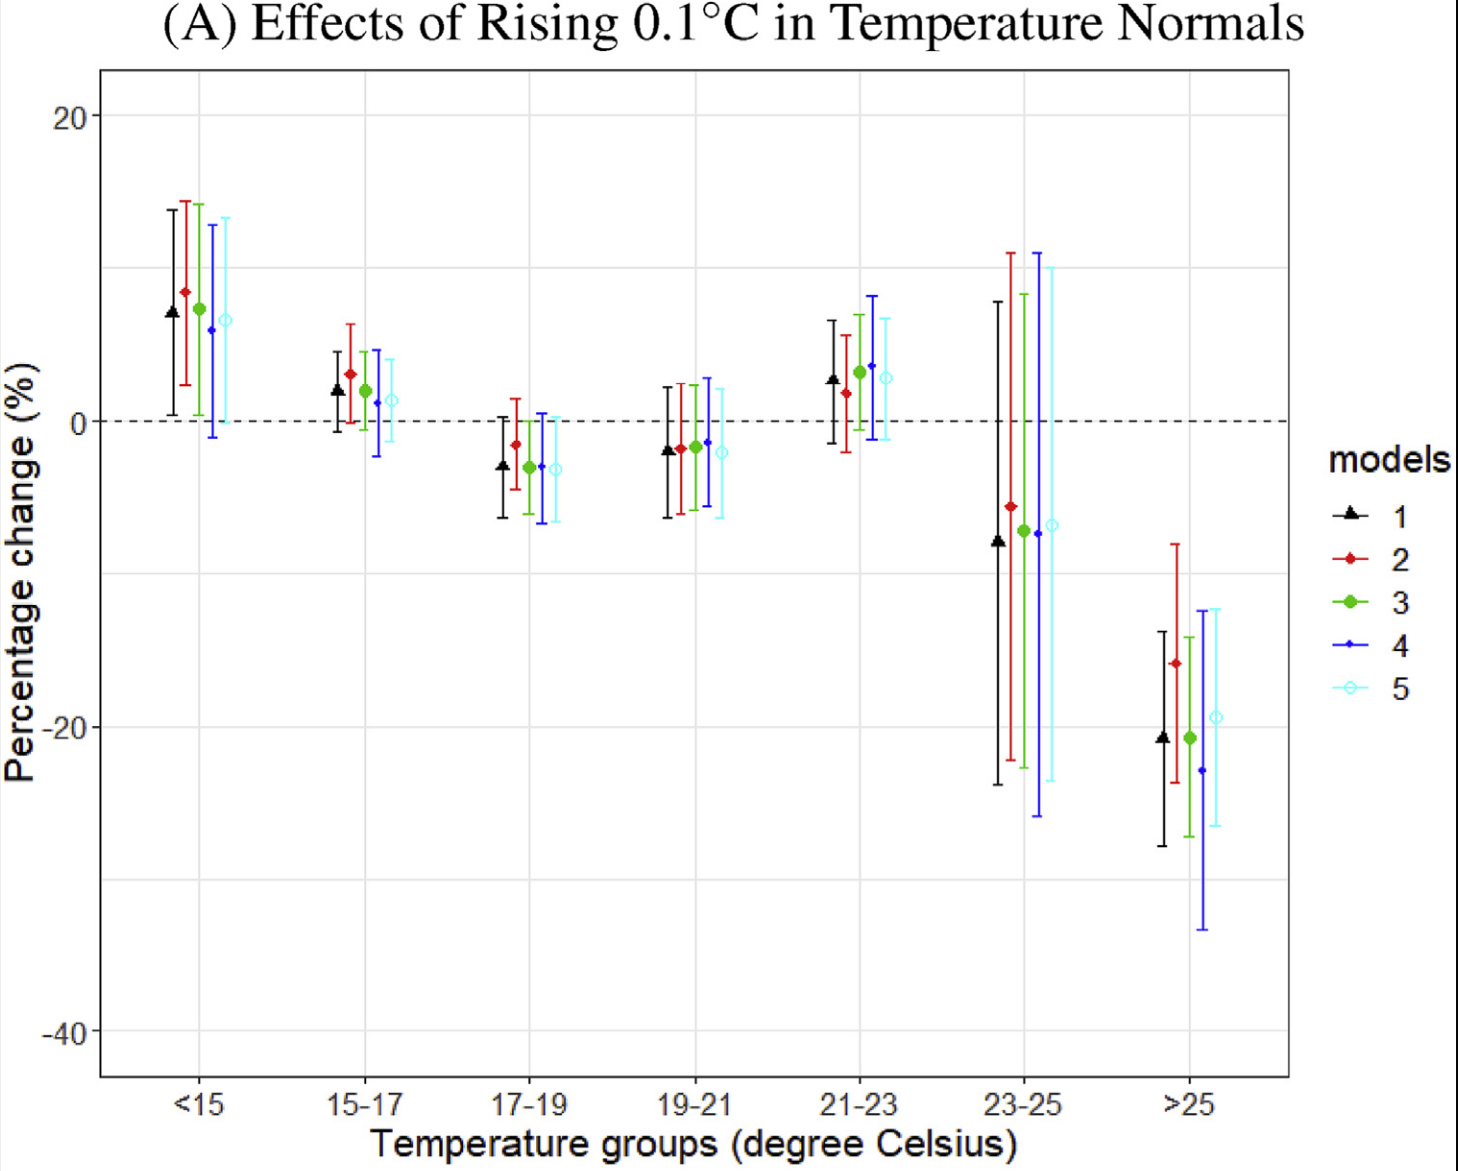 (A) Effects of Rising 0.1°C in Temperature Normals
Percentage change (%)
20
0
-20
-40
<15 15-17 17-19 19-21 21-23 23-25 >25
Temperature groups (degree Celsius)
models
1
2
3
4
5